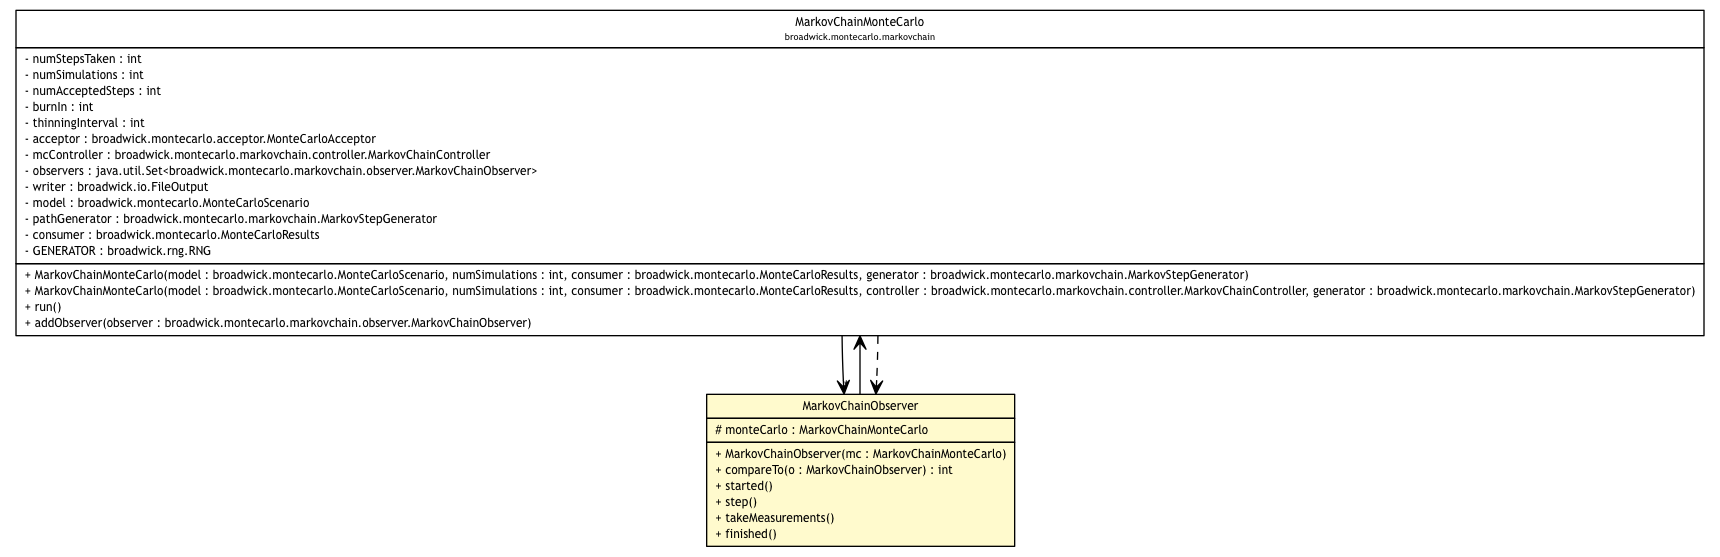 MarkovChainMonteCarlo
broadwick.montecarlo.markovchain
- numStepsTaken : int
- numSimulations : int
- numAcceptedSteps : int
- burnIn : int
- thinningInterval : int
- acceptor : broadwick.montecarlo.acceptor.MonteCarloAcceptor
- mcController : broadwick.montecarlo.markovchain.controller.MarkovChainController
- observers : java.util.Set<broadwick.montecarlo.markovchain.observer.MarkovChainObserver>
- writer : broadwick.io.FileOutput
- model : broadwick.montecarlo.MonteCarloScenario
- pathGenerator : broadwick.montecarlo.markovchain.MarkovStepGenerator
- consumer : broadwick.montecarlo.MonteCarloResults
- GENERATOR : broadwick.rng.RNG
+ MarkovChainMonteCarlo(model : broadwick.montecarlo.MonteCarloScenario, numSimulations : int, consumer : broadwick.montecarlo.MonteCarloResults, generator : broadwick.montecarlo.markovchain.MarkovStepGenerator)
+ MarkovChainMonteCarlo(model : broadwick.montecarlo.MonteCarloScenario, numSimulations : int, consumer : broadwick.montecarlo.MonteCarloResults, controller : broadwick.montecarlo.markovchain.controller.MarkovChainController, generator : broadwick.montecarlo.markovchain.MarkovStepGenerator)
+ run()
+ addObserver(observer : broadwick.montecarlo.markovchain.observer.MarkovChainObserver)
MarkovChainObserver
# monteCarlo : MarkovChainMonteCarlo
+ MarkovChainObserver(mc : MarkovChainMonteCarlo)
+ compareTo(o : MarkovChainObserver) : int
+ started()
+ step()
+ takeMeasurements()
+ finished()